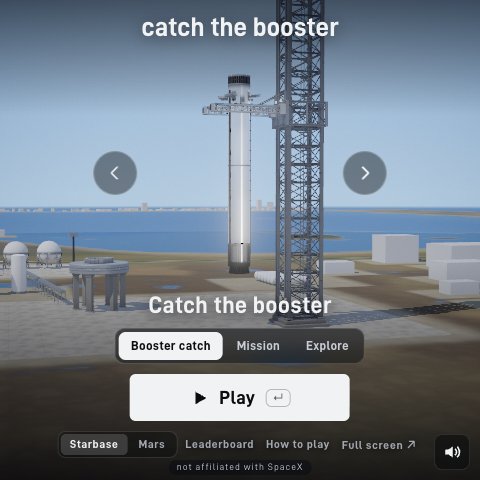 catch the booster
Catch the booster
Booster catch Mission Explore
Play
Starbase Mars Leaderboard How to play Full screen
not affiliated with SpaceX